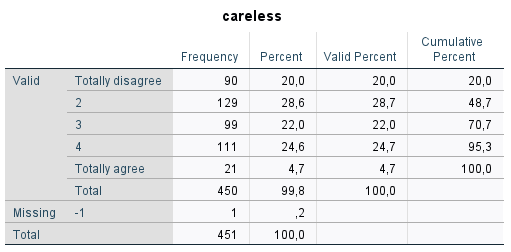 careless
Frequency Percent Valid Percent Cumulative Percent
Valid Totally disagree 90 20,0 20,0 20,0
2 129 28,6 28,7 48,7
3 99 22,0 22,0 70,7
4 111 24,6 24,7 95,3
Totally agree 21 4,7 4,7 100,0
Total 450 99,8 100,0
Missing -1 1 ,2
Total 451 100,0